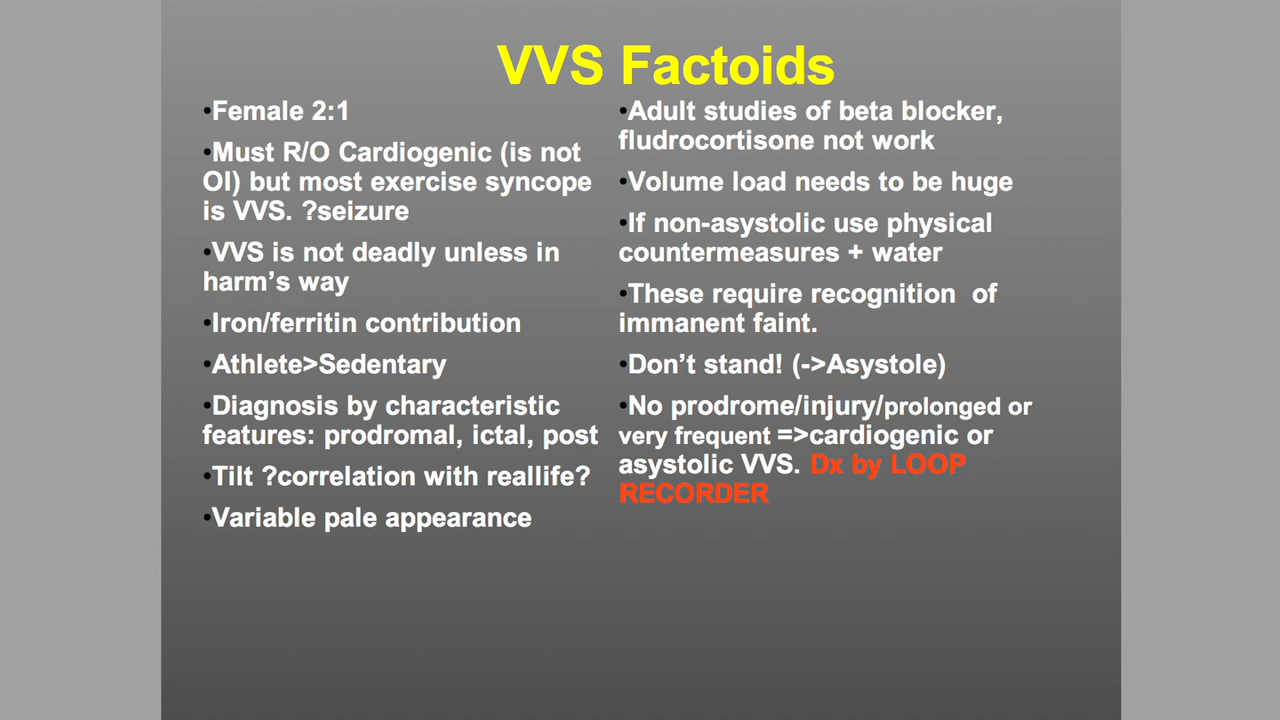 VVS Factoids
•Female 2:1
•Must R/O Cardiogenic (is not
OI) but most exercise syncope
is VVS. ?seizure
•VVS is not deadly unless in
harm’s way
•Iron/ferritin contribution
•Athlete>Sedentary
•Diagnosis by characteristic
features: prodromal, ictal, post
•Tilt ?correlation with reallife?
•Variable pale appearance
•Adult studies of beta blocker,
fludrocortisone not work
•Volume load needs to be huge
•If non-asystolic use physical
countermeasures + water
•These require recognition of
immanent faint.
•Don’t stand! (->Asystole)
•No prodrome/injury/prolonged or
very frequent =>cardiogenic or
asystolic VVS. Dx by LOOP
RECORDER